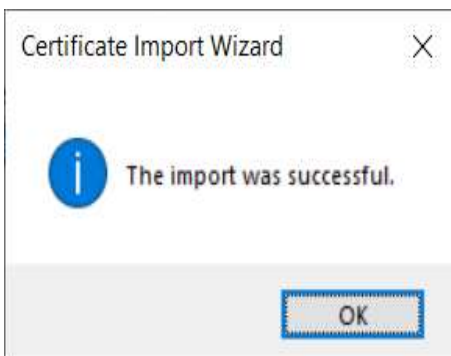 Certificate Import Wizard
The import was successful.
OK